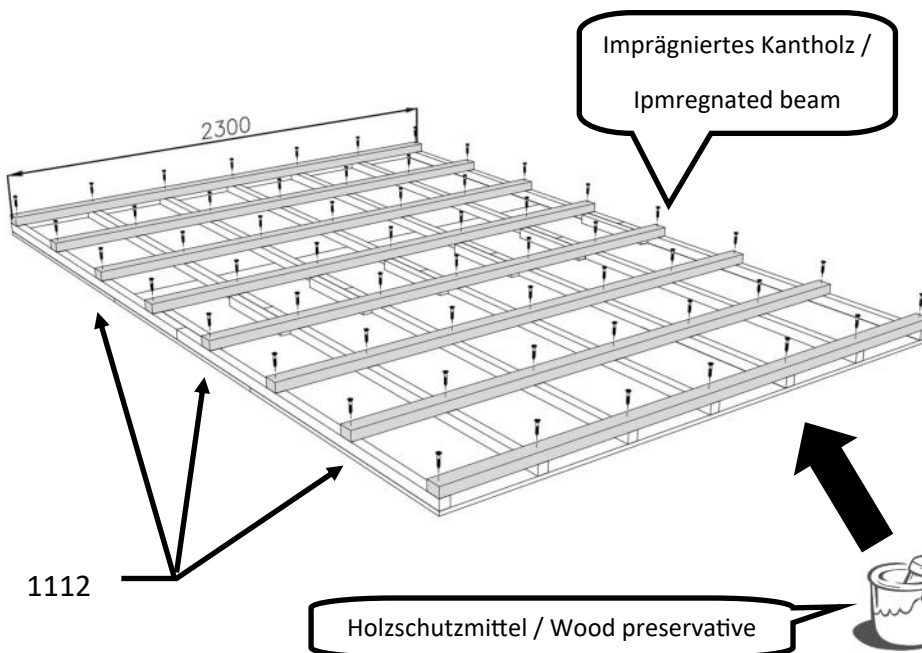 Imprägniertes Kantholz /
Ipmregnated beam
2300
1112
Holzschutzmittel / Wood preservative